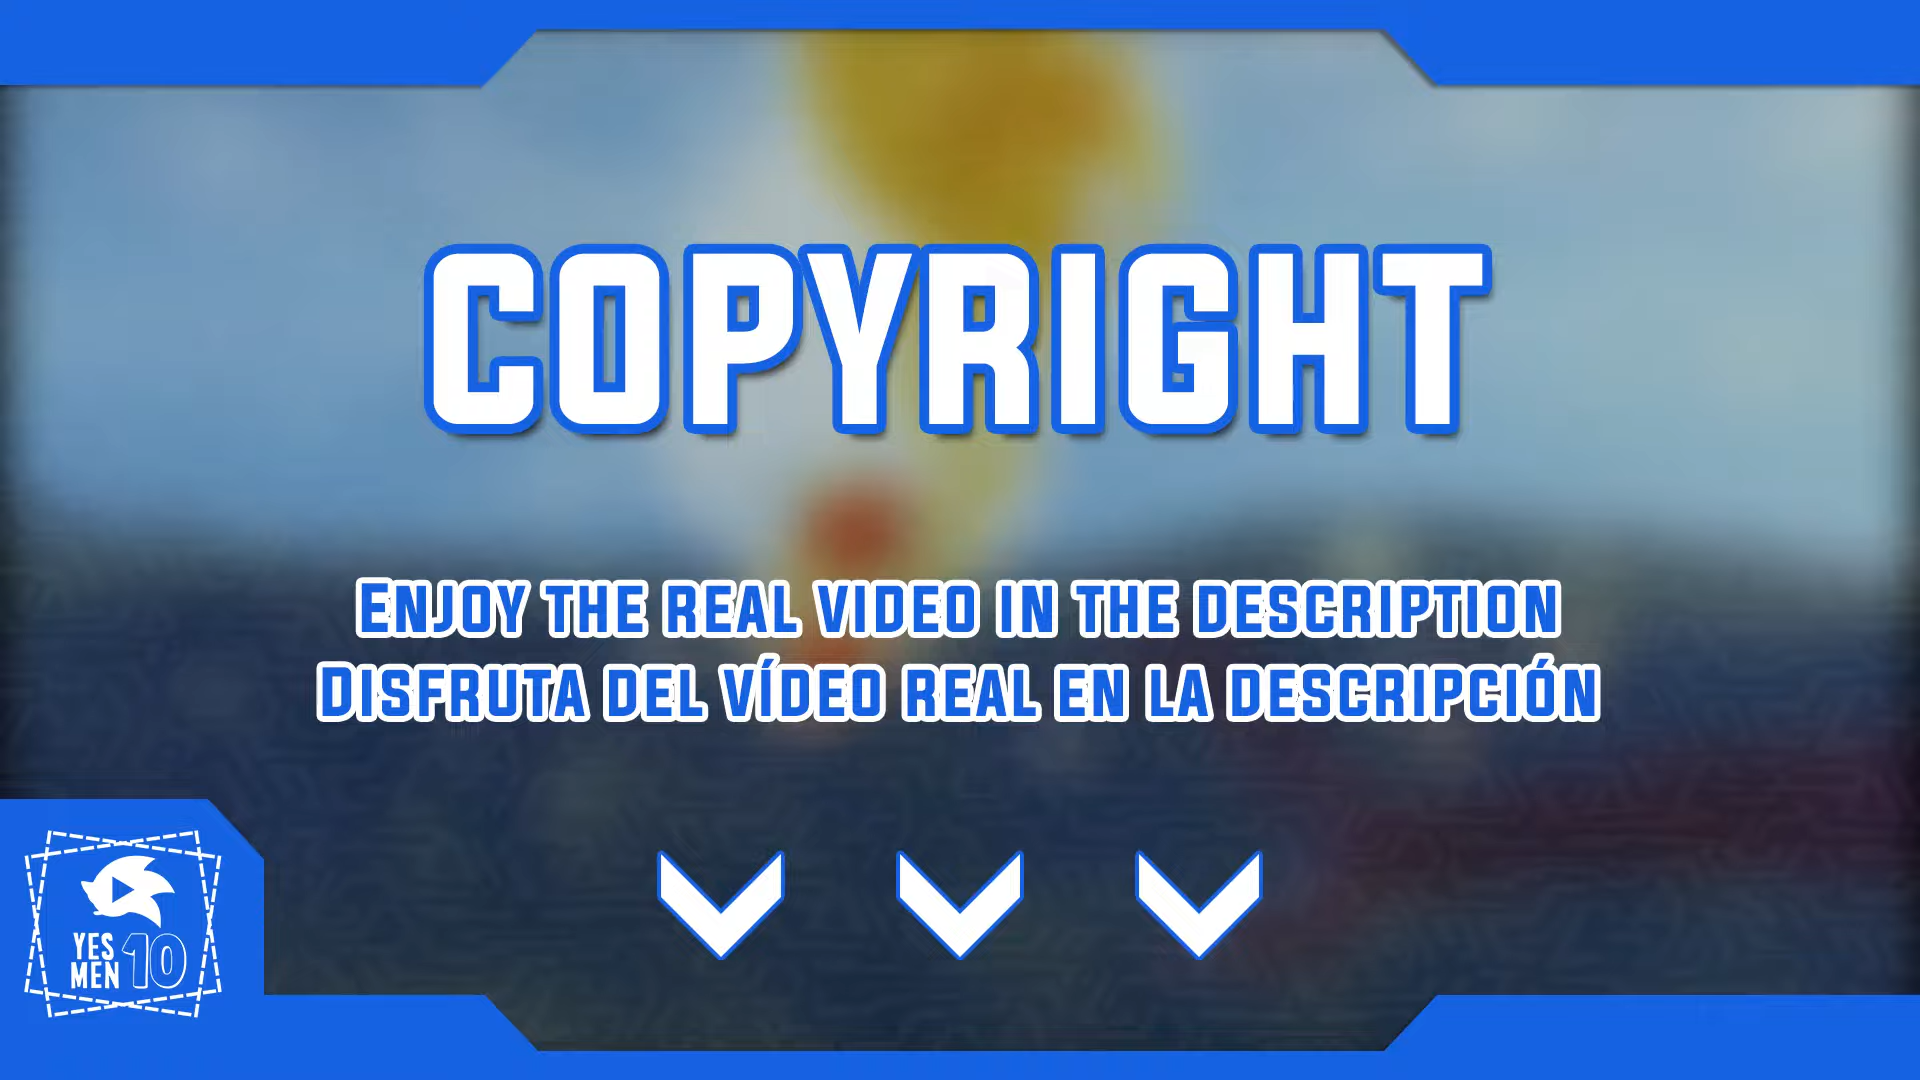 COPYRIGHT
ENJOY THE REAL VIDEO IN THE DESCRIPTION
DISFRUTA DEL VÍDEO REAL EN LA DESCRIPCIÓN
YES
MEN 10